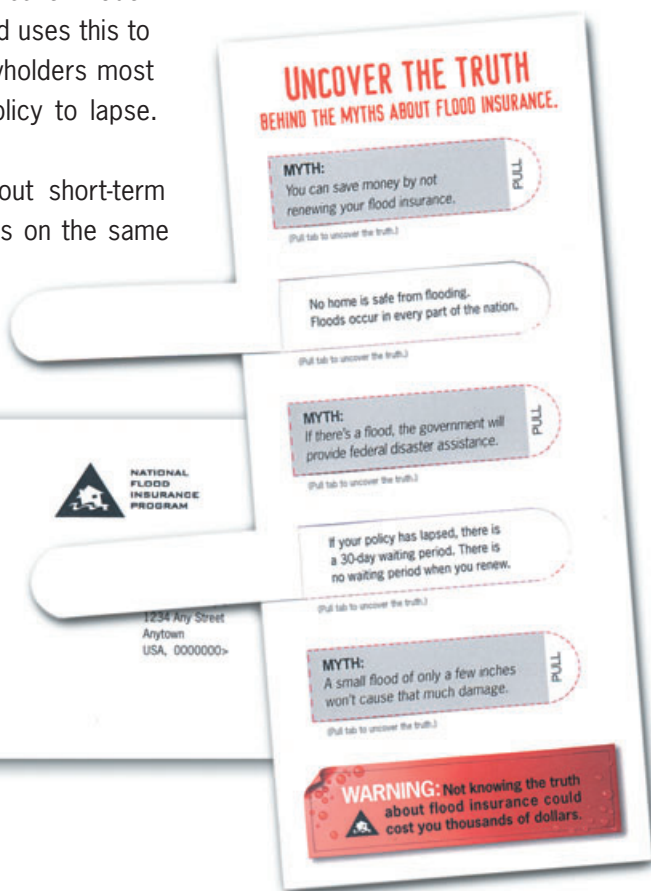 d uses this to
yholders most
olicy to lapse.
out short-term
s on the same
UNCOVER THE TRUTH
BEHIND THE MYTHS ABOUT FLOOD INSURANCE.
MYTH:
You can save money by not
renewing your flood insurance.
PULL
(Pull tab to uncover the truth.)
No home is safe from flooding.
Floods occur in every part of the nation.
(Pull tab to uncover the truth.)
MYTH:
If there's a flood, the government will
provide federal disaster assistance.
PULL
(Pull tab to uncover the truth.)
NATIONAL
FLOOD
INSURANCE
PROGRAM
If your policy has lapsed, there is
a 30-day waiting period. There is
no waiting period when you renew.
(Pull tab to uncover the truth.)
1234 Any Street
Anytown
USA, 0000000>
MYTH:
A small flood of only a few inches
won't cause that much damage.
PULL
(Pull tab to uncover the truth.)
WARNING: Not knowing the truth
about flood insurance could
cost you thousands of dollars.